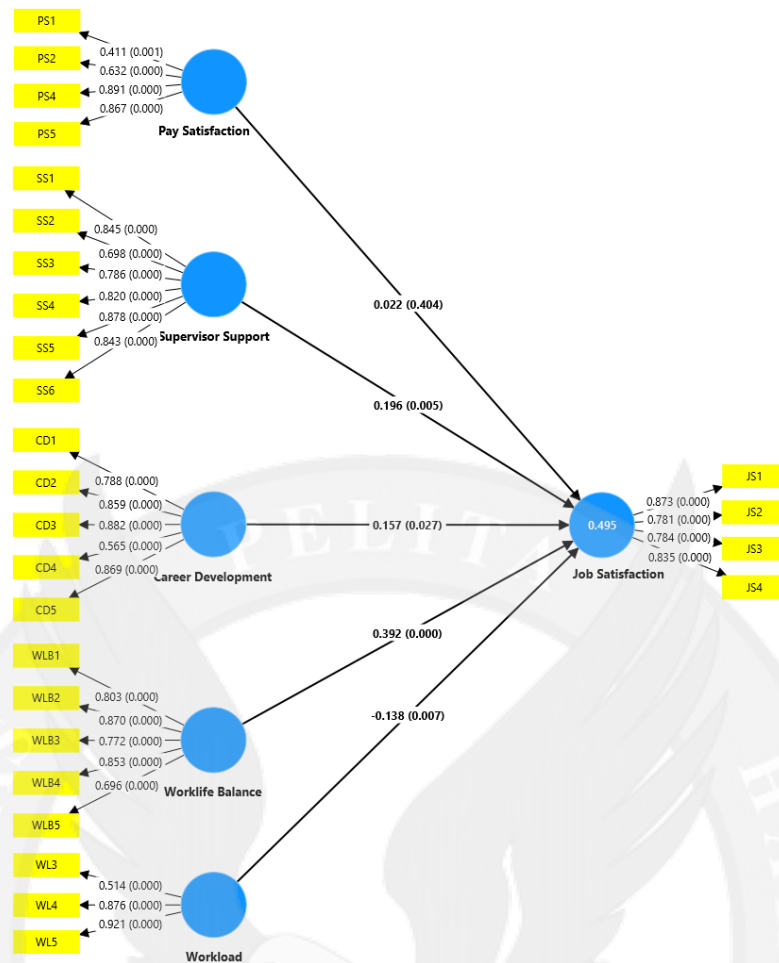 PS1
0.411 (0.001)
PS2
0.632 (0.000)
PS4
0.891 (0.000)
PS5
0.867 (0.000)
Pay Satisfaction
SS1
0.845 (0.000)
SS2
0.698 (0.000)
SS3
0.786 (0.000)
SS4
0.820 (0.000)
SS5
0.878 (0.000)
SS6
0.843 (0.000)
Supervisor Support
CD1
0.788 (0.000)
CD2
0.859 (0.000)
CD3
0.882 (0.000)
CD4
0.565 (0.000)
CD5
0.869 (0.000)
Career Development
WLB1
0.803 (0.000)
WLB2
0.870 (0.000)
WLB3
0.772 (0.000)
WLB4
0.853 (0.000)
WLB5
0.696 (0.000)
Worklife Balance
WL3
0.514 (0.000)
WL4
0.876 (0.000)
WL5
0.921 (0.000)
Workload
0.022 (0.404)
0.196 (0.005)
0.157 (0.027)
0.392 (0.000)
-0.138 (0.007)
0.495
Job Satisfaction
JS1
0.873 (0.000)
JS2
0.781 (0.000)
JS3
0.784 (0.000)
JS4
0.835 (0.000)
PELITA